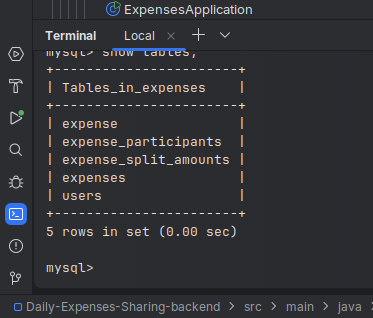 ExpensesApplication
Terminal Local
mysql> show tables;
+-----------------------+
| Tables_in_expenses    |
+-----------------------+
| expense               |
| expense_participants  |
| expense_split_amounts |
| expenses              |
| users                 |
+-----------------------+
5 rows in set (0.00 sec)
mysql>
Daily-Expenses-Sharing-backend > src > main > java